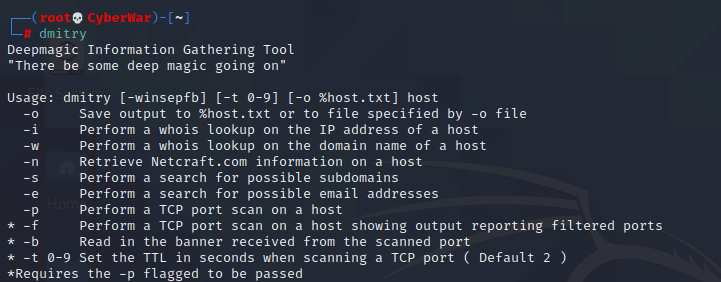 ┌──(root💀CyberWar)-[~]
└─# dmitry
Deepmagic Information Gathering Tool
"There be some deep magic going on"

Usage: dmitry [-winsepfb] [-t 0-9] [-o %host.txt] host
  -o     Save output to %host.txt or to file specified by -o file
  -i     Perform a whois lookup on the IP address of a host
  -w     Perform a whois lookup on the domain name of a host
  -n     Retrieve Netcraft.com information on a host
  -s     Perform a search for possible subdomains
  -e     Perform a search for possible email addresses
  -p     Perform a TCP port scan on a host
* -f     Perform a TCP port scan on a host showing output reporting filtered ports
* -b     Read in the banner received from the scanned port
* -t 0-9 Set the TTL in seconds when scanning a TCP port ( Default 2 )
*Requires the -p flagged to be passed